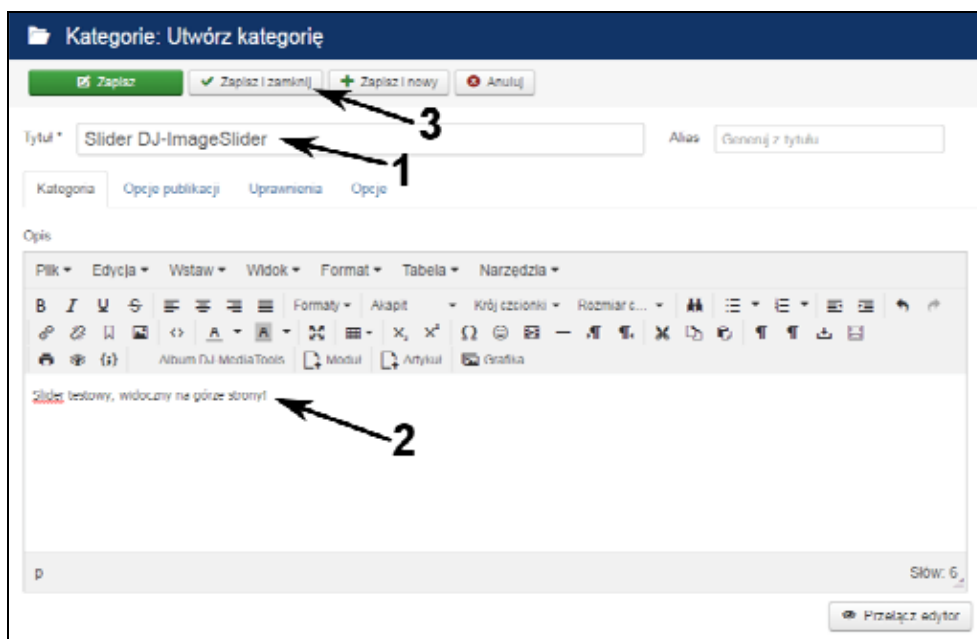 Kategorie: Utwórz kategorię
Zapisz Zapisz i zamknij Zapisz i nowy Anuluj
3
Tytuł * Slider DJ-ImageSlider Alias Generuj z tytułu
1
Kategoria Opcje publikacji Uprawnienia Opcje
Opis
Plik Edycja Wstaw Widok Format Tabela Narzędzia
B I U S Formaty Akapit Krój czcionki Rozmiar c...
A A x, x² Ω
Album DJ-MediaTools Moduł Artykuł Grafika
Slider testowy, widoczny na górze strony!
2
p Słów: 6
Przełącz edytor